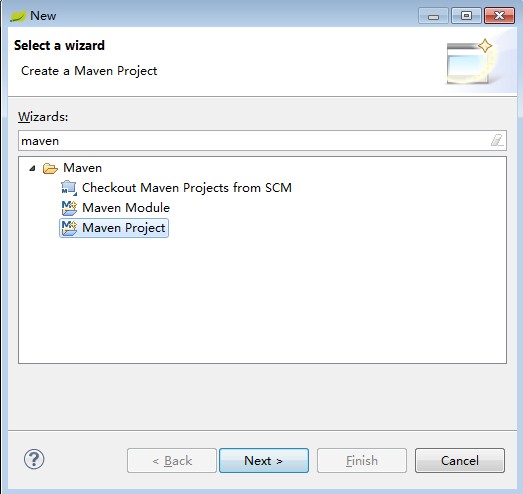 New
Select a wizard
Create a Maven Project
Wizards:
maven
Maven
Checkout Maven Projects from SCM
Maven Module
Maven Project
?
< Back
Next >
Finish
Cancel